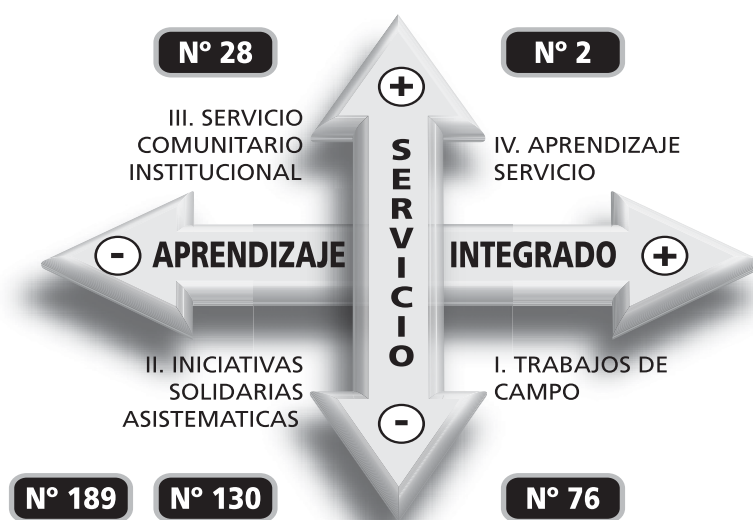 Nº 28
Nº 2
+
III. SERVICIO
COMUNITARIO
INSTITUCIONAL
IV. APRENDIZAJE
SERVICIO
SERVICIO
- APRENDIZAJE INTEGRADO +
II. INICIATIVAS
SOLIDARIAS
ASISTEMATICAS
I. TRABAJOS DE
CAMPO
-
Nº 189
Nº 130
Nº 76